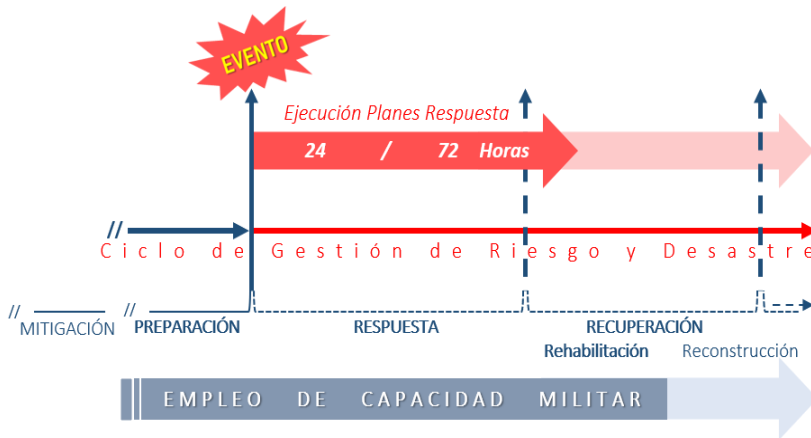 EVENTO
Ejecución Planes Respuesta
24 / 72 Horas
//
Ciclo de Gestión de Riesgo y Desastre
// MITIGACIÓN // PREPARACIÓN RESPUESTA RECUPERACIÓN
Rehabilitación Reconstrucción
EMPLEO DE CAPACIDAD MILITAR